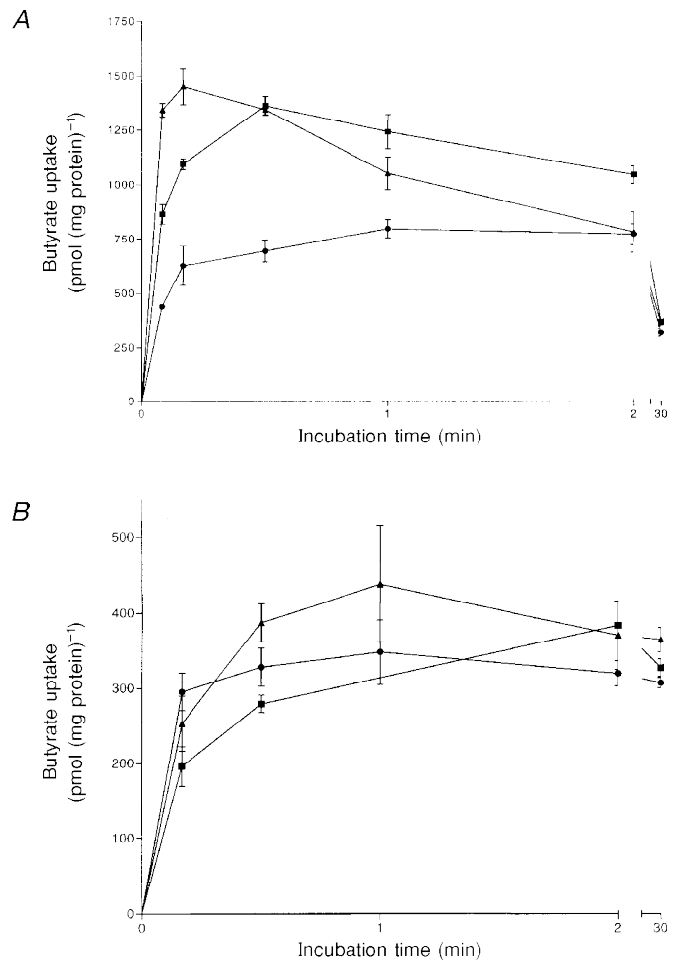 A
1750
1500
1250
1000
750
500
250
0
Butyrate uptake
(pmol (mg protein)⁻¹)
0 1 2 30
Incubation time (min)
B
500
400
300
200
100
0
Butyrate uptake
(pmol (mg protein)⁻¹)
0 1 2 30
Incubation time (min)